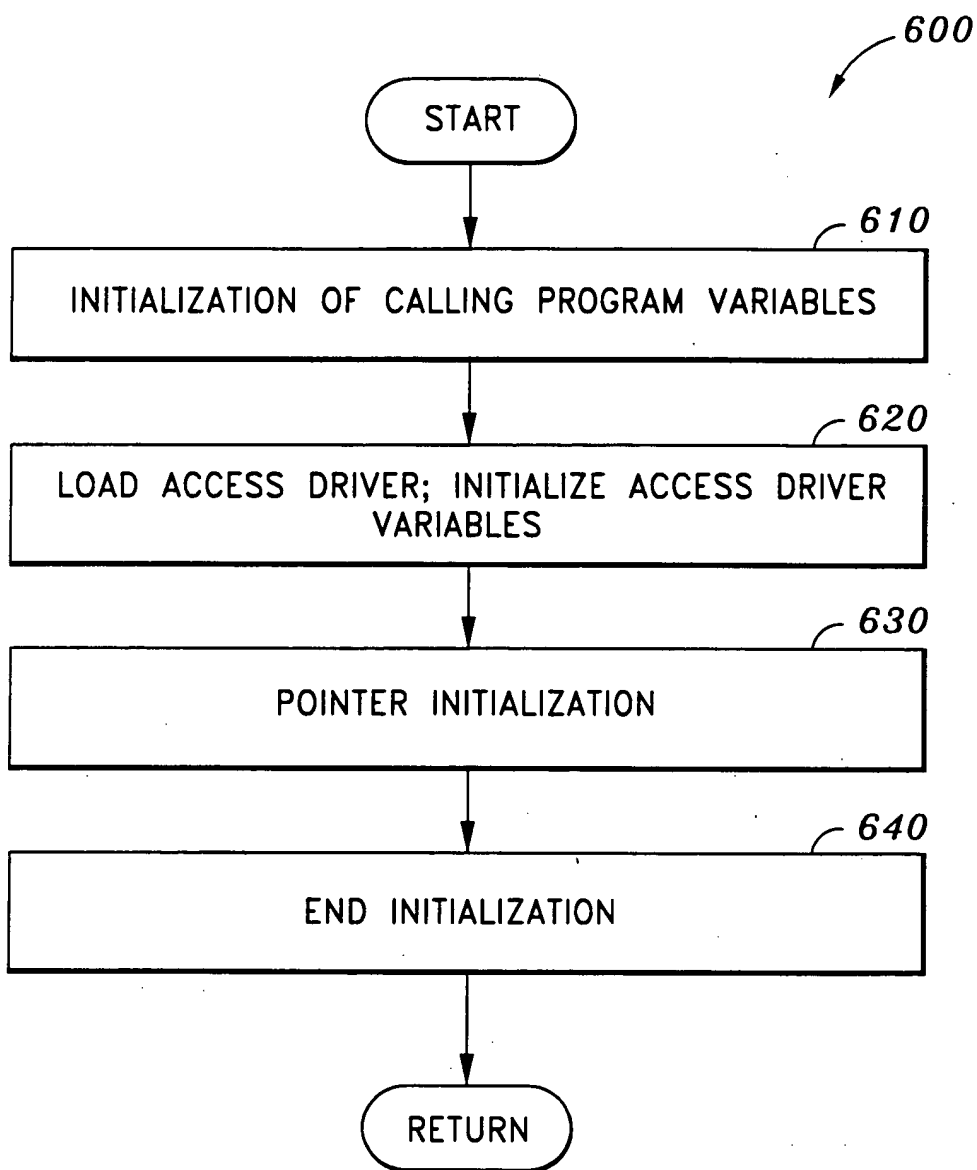 600
START
610
INITIALIZATION OF CALLING PROGRAM VARIABLES
620
LOAD ACCESS DRIVER; INITIALIZE ACCESS DRIVER
VARIABLES
630
POINTER INITIALIZATION
640
END INITIALIZATION
RETURN